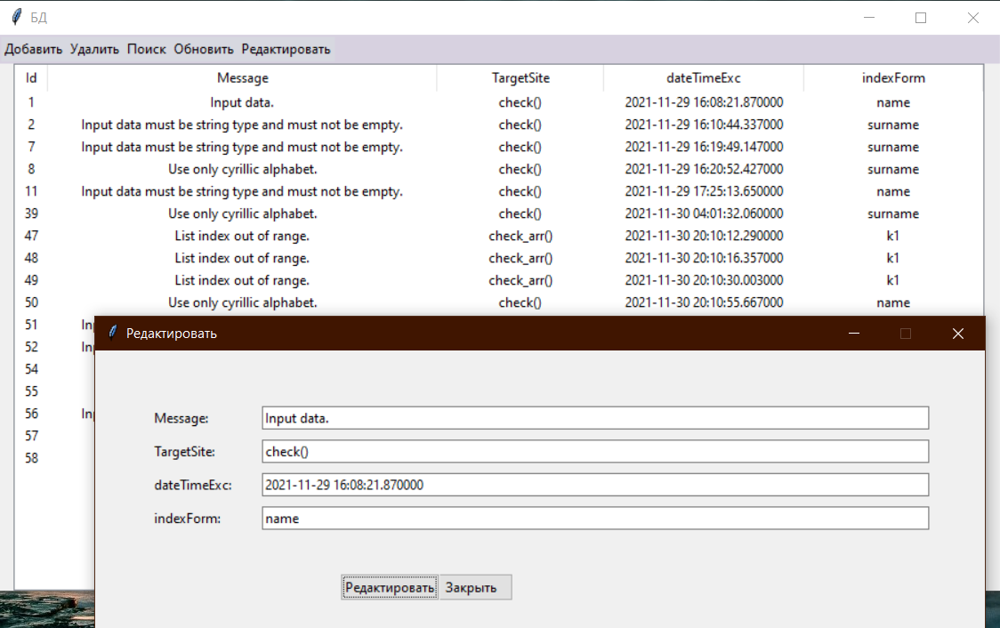 БД
Добавить Удалить Поиск Обновить Редактировать
Id Message TargetSite dateTimeExc indexForm
1 Input data. check() 2021-11-29 16:08:21.870000 name
2 Input data must be string type and must not be empty. check() 2021-11-29 16:10:44.337000 surname
7 Input data must be string type and must not be empty. check() 2021-11-29 16:19:49.147000 surname
8 Use only cyrillic alphabet. check() 2021-11-29 16:20:52.427000 surname
11 Input data must be string type and must not be empty. check() 2021-11-29 17:25:13.650000 name
39 Use only cyrillic alphabet. check() 2021-11-30 04:01:32.060000 surname
47 List index out of range. check_arr() 2021-11-30 20:10:12.290000 k1
48 List index out of range. check_arr() 2021-11-30 20:10:16.357000 k1
49 List index out of range. check_arr() 2021-11-30 20:10:30.003000 k1
50 Use only cyrillic alphabet. check() 2021-11-30 20:10:55.667000 name
51
52
54
55
56
57
58
Редактировать
Message: Input data.
TargetSite: check()
dateTimeExc: 2021-11-29 16:08:21.870000
indexForm: name
Редактировать Закрыть